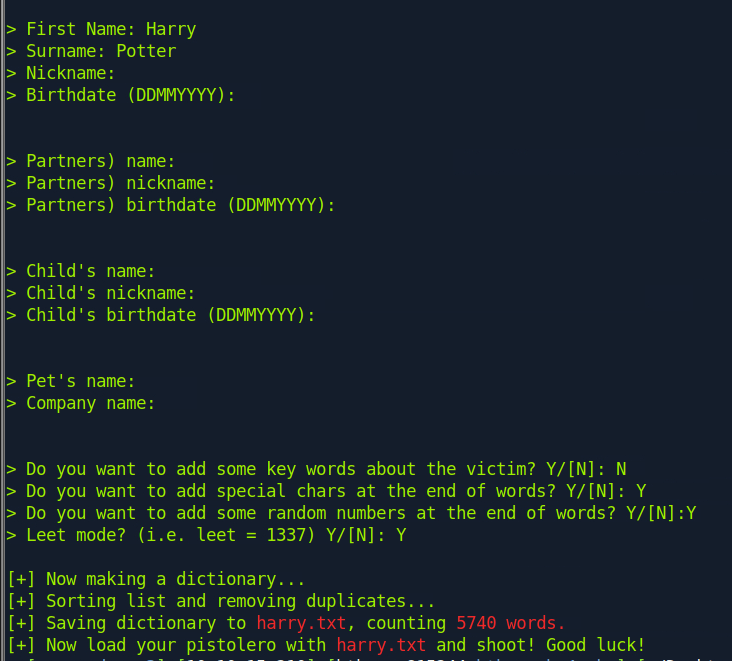 > First Name: Harry
> Surname: Potter
> Nickname:
> Birthdate (DDMMYYYY):
> Partners) name:
> Partners) nickname:
> Partners) birthdate (DDMMYYYY):
> Child's name:
> Child's nickname:
> Child's birthdate (DDMMYYYY):
> Pet's name:
> Company name:
> Do you want to add some key words about the victim? Y/[N]: N
> Do you want to add special chars at the end of words? Y/[N]: Y
> Do you want to add some random numbers at the end of words? Y/[N]:Y
> Leet mode? (i.e. leet = 1337) Y/[N]: Y
[+] Now making a dictionary...
[+] Sorting list and removing duplicates...
[+] Saving dictionary to harry.txt, counting 5740 words.
[+] Now load your pistolero with harry.txt and shoot! Good luck!